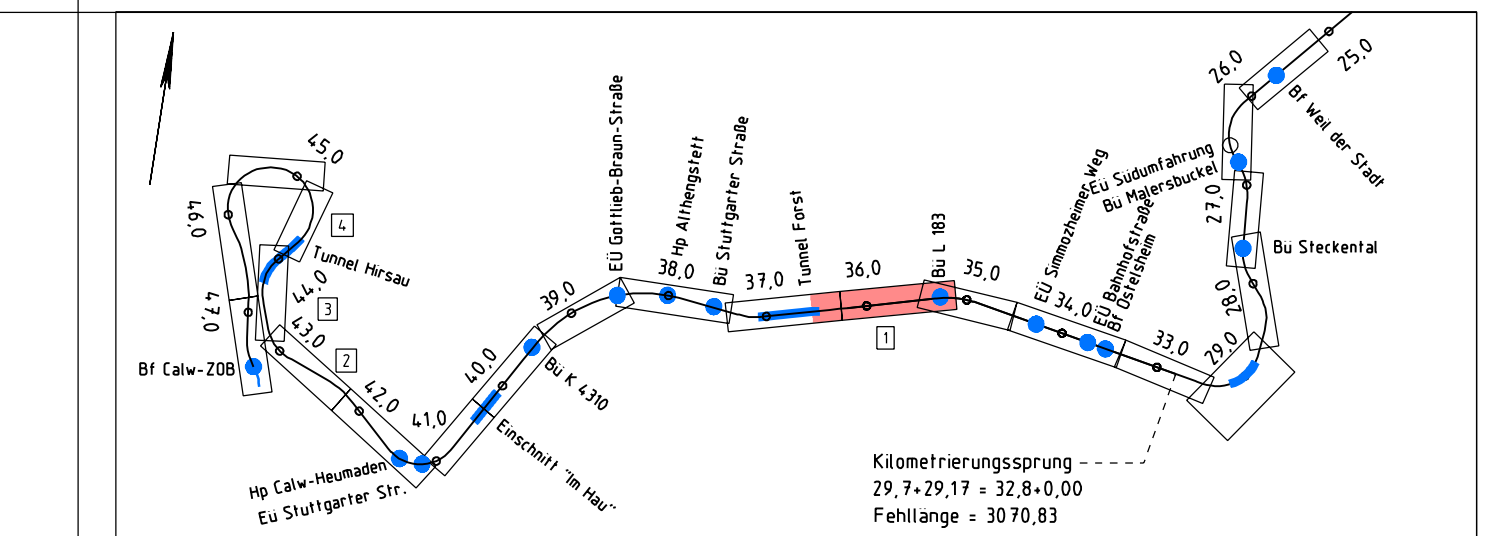 45,0
46,0
47,0
4
Tunnel Hirsau
44,0
3
43,0
2
Bf Calw-ZOB
42,0
41,0
40,0
Hp Calw-Heumaden
Eü Stuttgarter Str.
Einschnitt "Im Hau"
Bü K 4310
39,0
Eü Gottlieb-Braun-Straße
38,0
Hp Althengstett
Bü Stuttgarter Straße
37,0
Tunnel Forst
36,0
1
Bü L 183
35,0
Eü Simmozheimer Weg
34,0
Eü Bahnhofstraße
Bf Ostelsheim
33,0
29,0
28,0
Bü Steckental
27,0
Eü Südumfahrung
Bü Malersbuckel
26,0
Bf Weil der Stadt
25,0
Kilometrierungssprung
29,7+29,17 = 32,8+0,00
Fehllänge = 3070,83